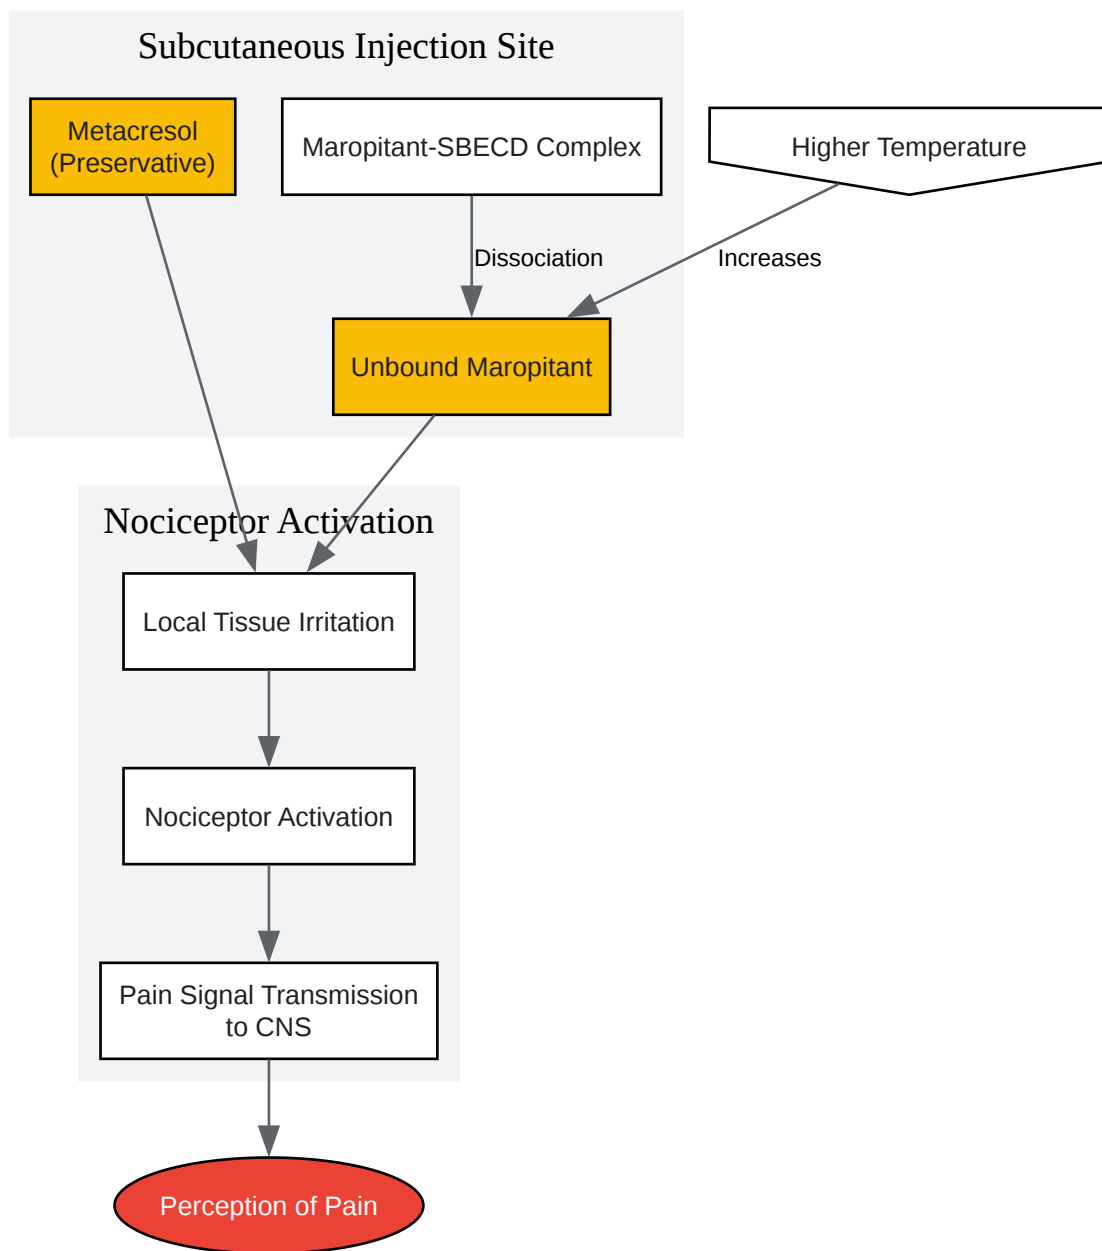 Subcutaneous Injection Site
Metacresol
(Preservative)
Maropitant-SBECD Complex
Higher Temperature
Dissociation
Increases
Unbound Maropitant
Nociceptor Activation
Local Tissue Irritation
Nociceptor Activation
Pain Signal Transmission
to CNS
Perception of Pain